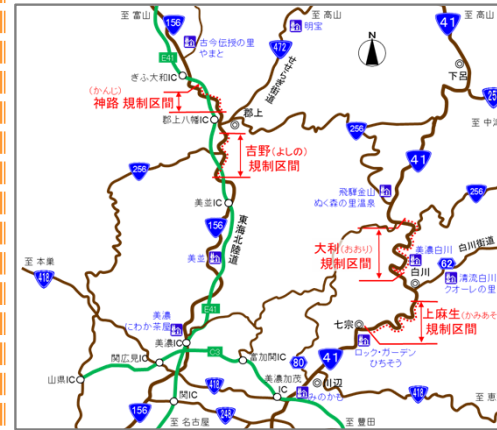 至 富山
156
至 高山
明宝
41
至 高山
古今伝授の里
やまと
472
せせらぎ街道
N
E41
ぎふ大和IC
下呂
(かんじ)
神路 規制区間
郡上八幡IC
郡上
256
至 中
吉野(よしの)
規制区間
41
256
飛騨金山
ぬく森の里温泉
256
美並IC
東海北陸道
156
美並
大利(おおり)
規制区間
美濃白川
白川街道
62
白川
清流白川
クオーレの里
至 本巣
418
美濃
にわか茶屋
E41
上麻生(かみあそ
規制区間
七宗
美濃IC
ロック・ガーデン
ひちそう
関広見IC
C3
富加関IC
80
41
山県IC
418
美濃加茂
IC
川辺
418
至 恵
関IC
みのかも
156
248
至 名古屋
至 豊田